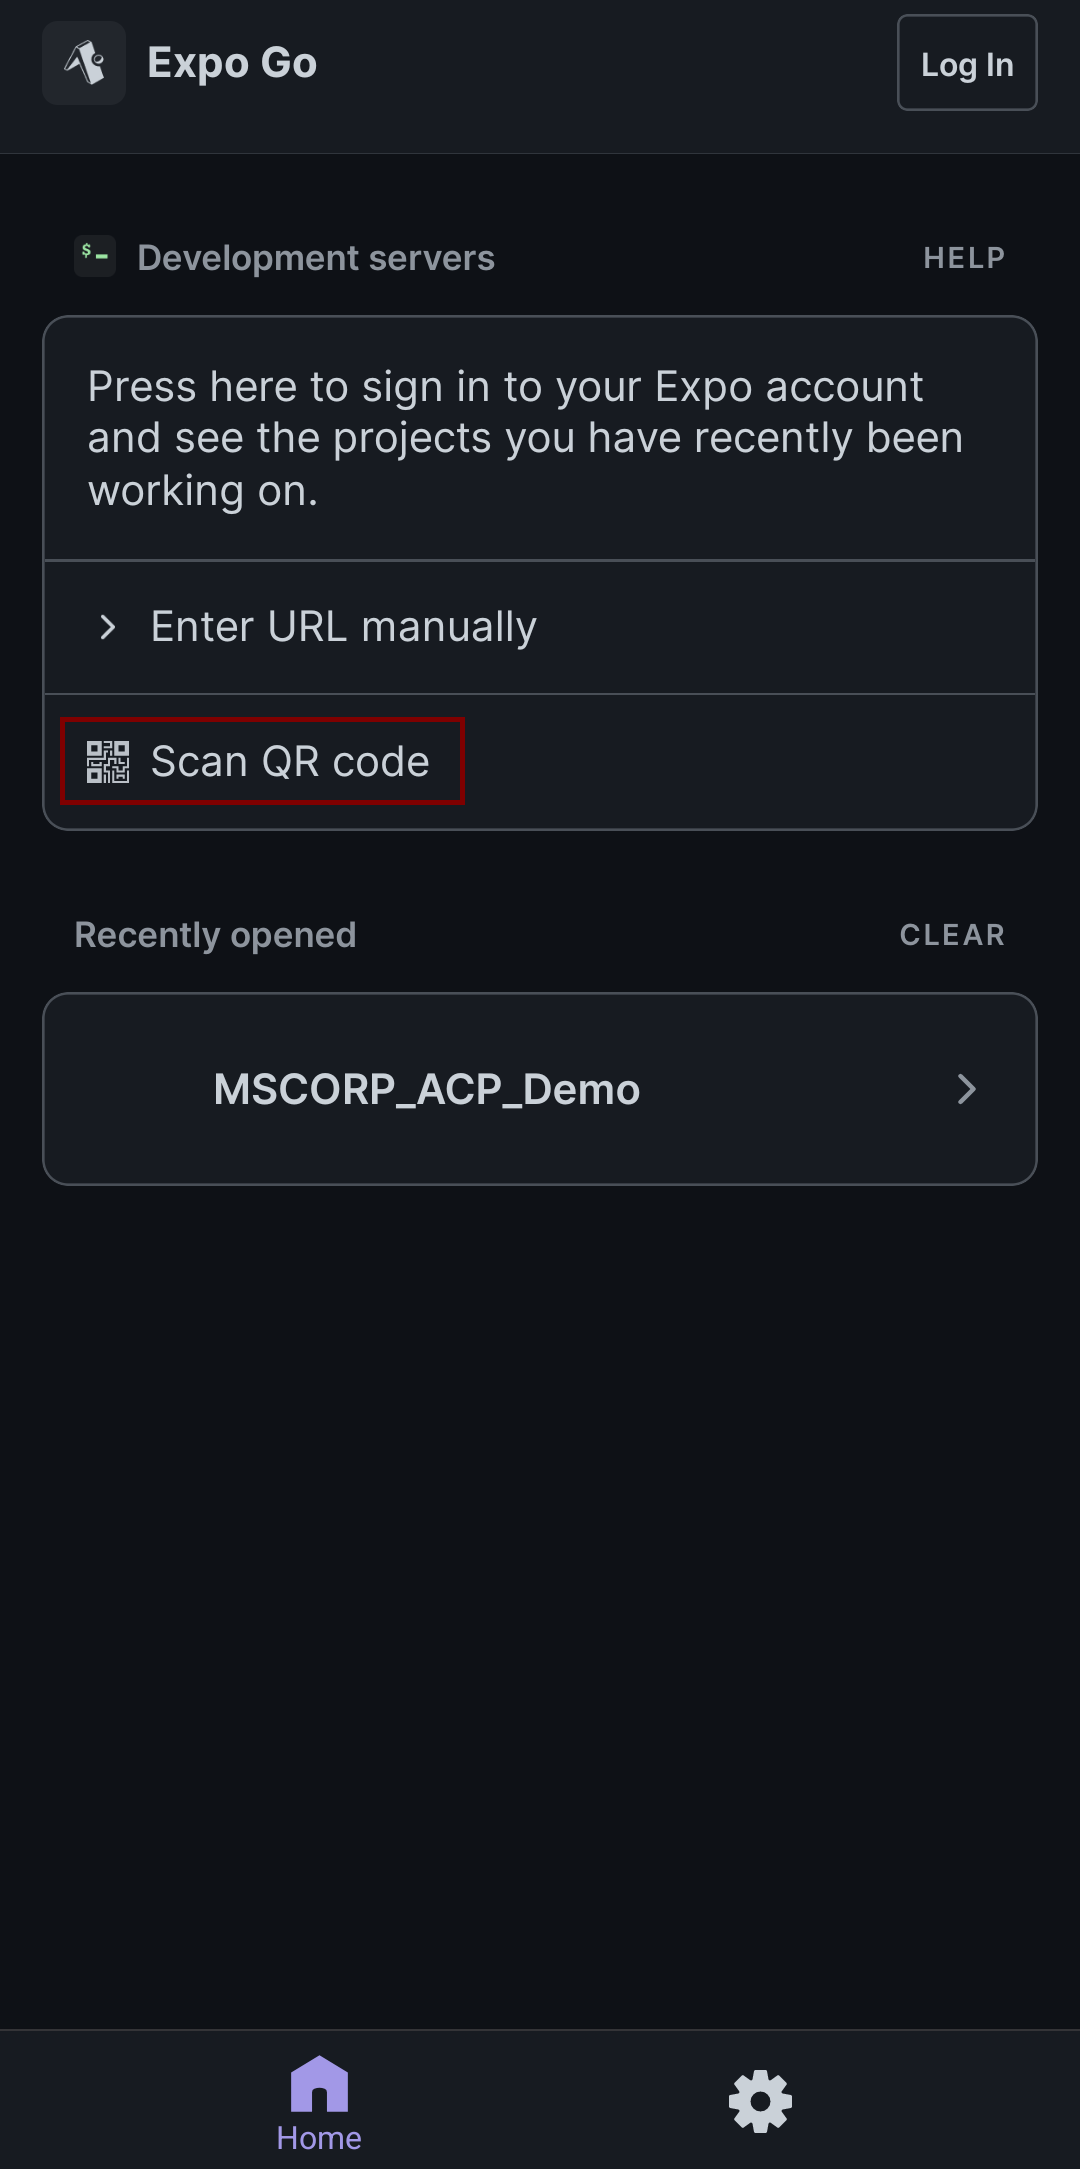 Expo Go
Log In
$ _
Development servers
HELP
Press here to sign in to your Expo account
and see the projects you have recently been
working on.
Enter URL manually
Scan QR code
Recently opened
CLEAR
MSCORP_ACP_Demo
Home